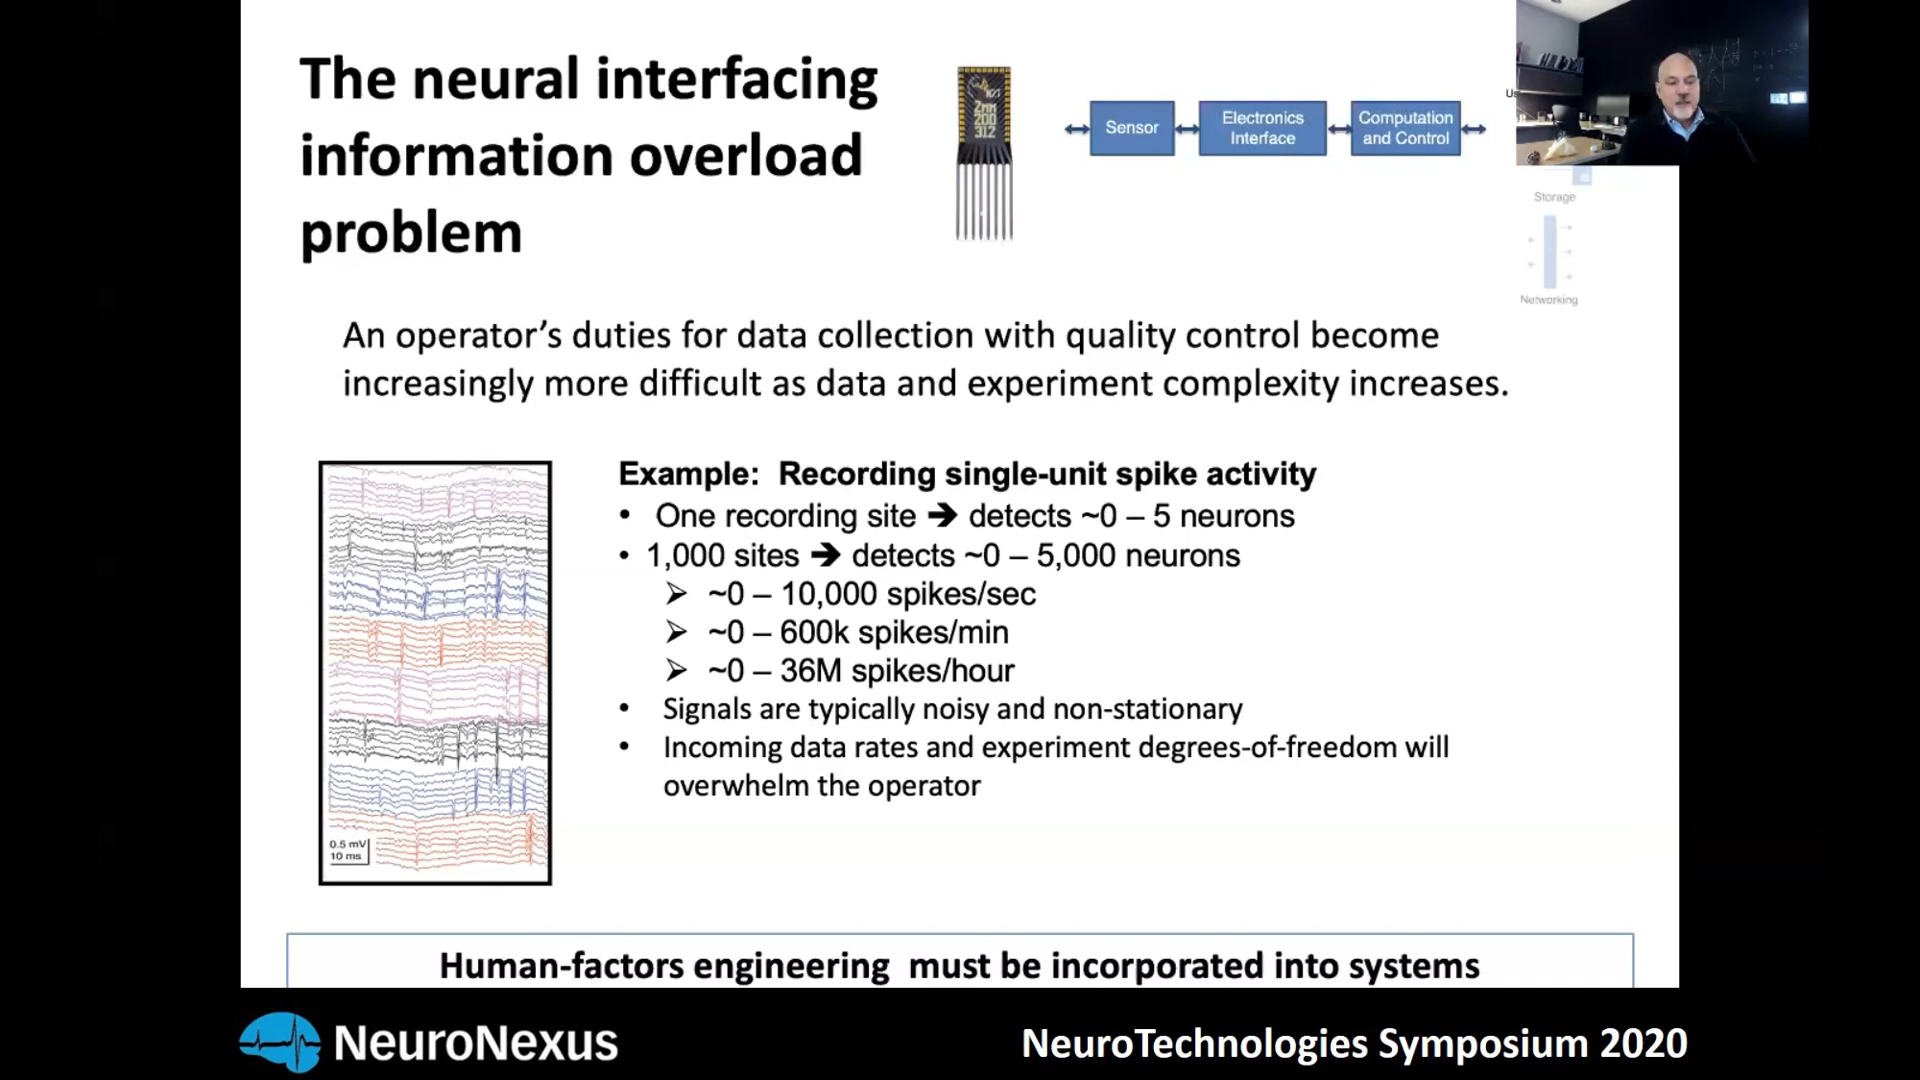 The neural interfacing
information overload
problem
2mm
200
312
Sensor
Electronics
Interface
Computation
and Control
Us
Storage
Networking
An operator’s duties for data collection with quality control become
increasingly more difficult as data and experiment complexity increases.
Example: Recording single-unit spike activity
• One recording site ➔ detects ~0 – 5 neurons
• 1,000 sites ➔ detects ~0 – 5,000 neurons
➢ ~0 – 10,000 spikes/sec
➢ ~0 – 600k spikes/min
➢ ~0 – 36M spikes/hour
• Signals are typically noisy and non-stationary
• Incoming data rates and experiment degrees-of-freedom will
overwhelm the operator
0.5 mV
10 ms
Human-factors engineering must be incorporated into systems
NeuroNexus
NeuroTechnologies Symposium 2020